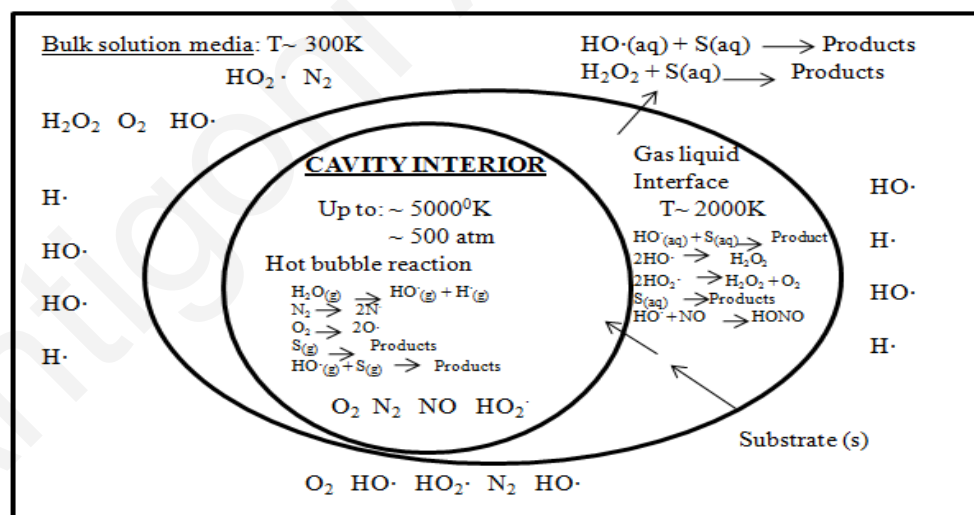 Bulk solution media: T~ 300K
HO₂· N₂
H₂O₂ O₂ HO·
HO·(aq) + S(aq) → Products
H₂O₂ + S(aq) → Products
CAVITY INTERIOR
Up to: ~ 5000⁰K
~ 500 atm
Hot bubble reaction
H₂O(g) → HO·(g) + H·(g)
N₂ → 2N·
O₂ → 2O·
S(g) → Products
HO·(g) + S(g) → Products
O₂ N₂ NO HO₂·
Gas liquid
Interface
T~ 2000K
HO·(aq) + S(aq) → Product
2HO· → H₂O₂
2HO₂· → H₂O₂ + O₂
S(aq) → Products
HO· + NO → HONO
Substrate (s)
H·
HO·
HO·
H·
HO·
H·
HO·
H·
O₂ HO· HO₂· N₂ HO·